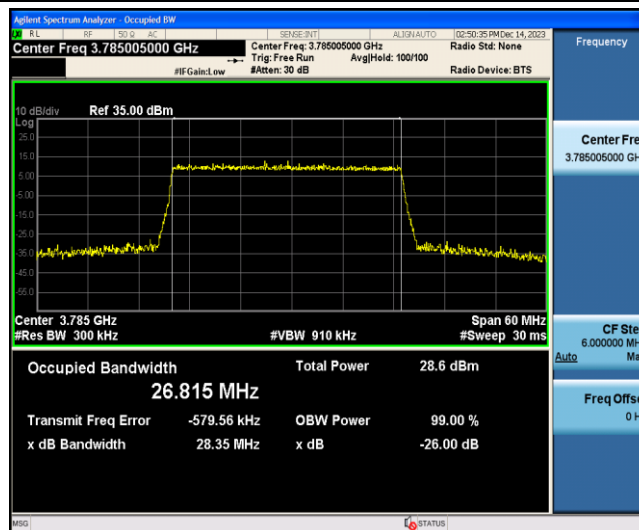 Agilent Spectrum Analyzer - Occupied BW
RL RF 50 Ω AC SENSE:INT ALIGNAUTO 02:50:35 PM Dec 14, 2023
Center Freq 3.785005000 GHz
Center Freq: 3.785005000 GHz
Radio Std: None
Trig: Free Run
Avg|Hold: 100/100
#IFGain:Low
#Atten: 30 dB
Radio Device: BTS
10 dB/div
Ref 35.00 dBm
Log
25.0
15.0
5.00
-5.00
-15.0
-25.0
-35.0
-45.0
-55.0
Center 3.785 GHz
Span 60 MHz
#Res BW 300 kHz
#VBW 910 kHz
#Sweep 30 ms
Occupied Bandwidth
26.815 MHz
Total Power
28.6 dBm
Transmit Freq Error
-579.56 kHz
OBW Power
99.00 %
x dB Bandwidth
28.35 MHz
x dB
-26.00 dB
MSG
STATUS
Frequency
Center Fre
3.785005000 GH
CF Ste
6.000000 MH
Auto Ma
Freq Offse
0 H